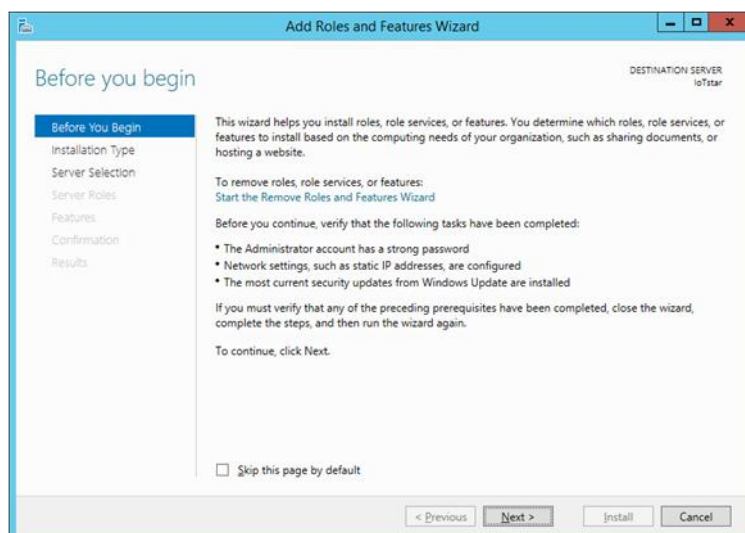 Add Roles and Features Wizard
Before you begin
DESTINATION SERVER
IoTstar
Before You Begin
Installation Type
Server Selection
Server Roles
Features
Confirmation
Results
This wizard helps you install roles, role services, or features. You determine which roles, role services, or
features to install based on the computing needs of your organization, such as sharing documents, or
hosting a website.
To remove roles, role services, or features:
Start the Remove Roles and Features Wizard
Before you continue, verify that the following tasks have been completed:
• The Administrator account has a strong password
• Network settings, such as static IP addresses, are configured
• The most current security updates from Windows Update are installed
If you must verify that any of the preceding prerequisites have been completed, close the wizard,
complete the steps, and then run the wizard again.
To continue, click Next.
Skip this page by default
< Previous
Next >
Install
Cancel